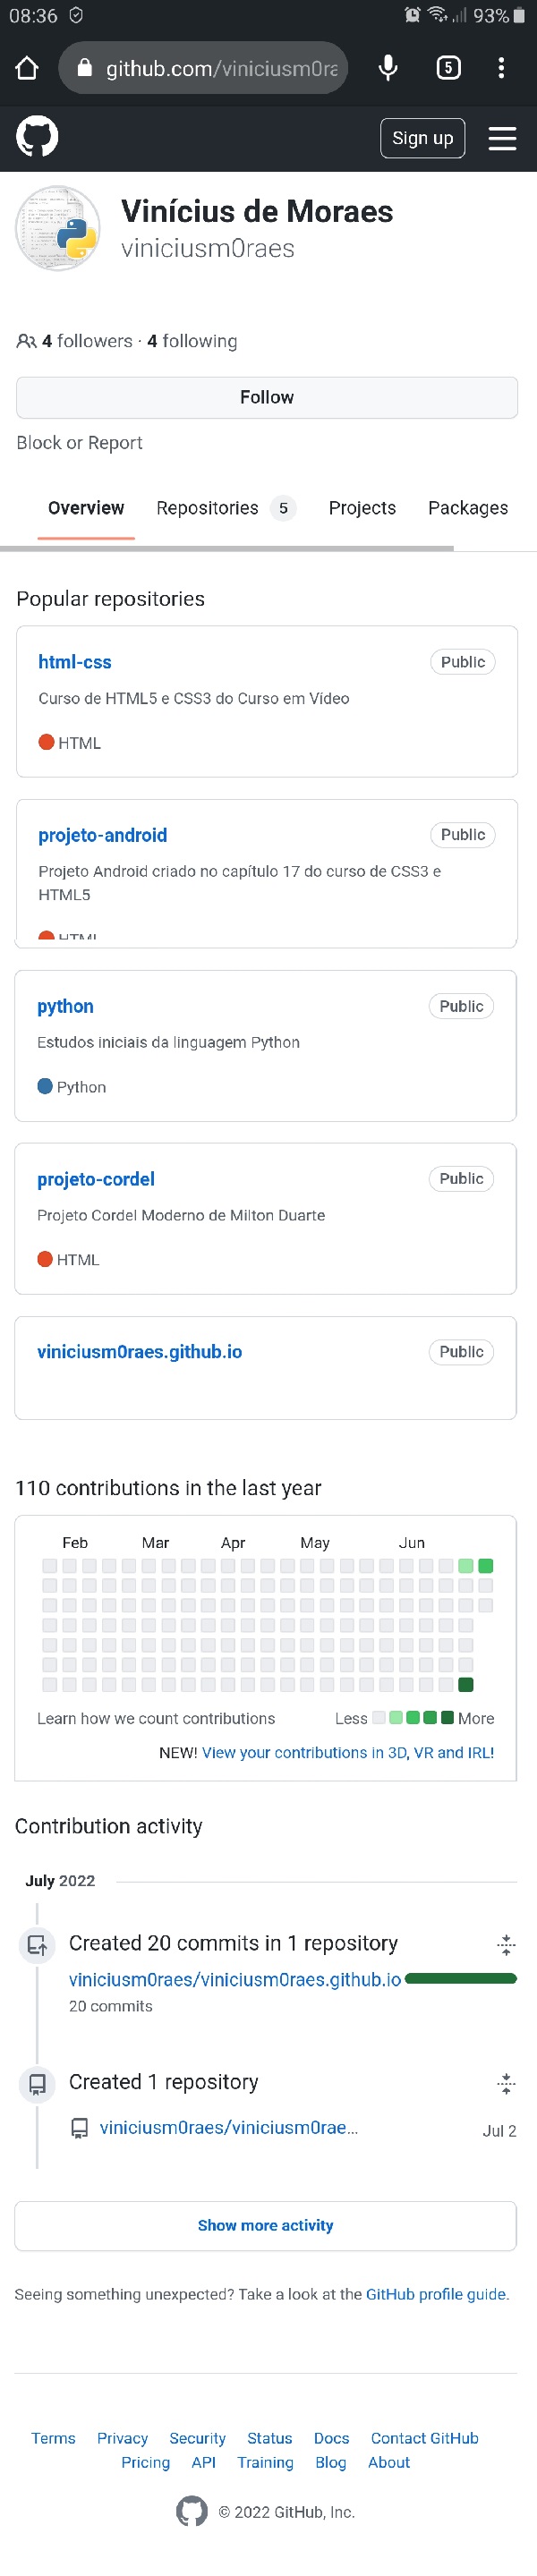 08:36 93%
github.com/viniciusm0ra 5
Sign up
Vinícius de Moraes
viniciusm0raes
4 followers · 4 following
Follow
Block or Report
Overview Repositories 5 Projects Packages
Popular repositories
html-css Public
Curso de HTML5 e CSS3 do Curso em Vídeo
HTML
projeto-android Public
Projeto Android criado no capítulo 17 do curso de CSS3 e
HTML5
HTML
python Public
Estudos iniciais da linguagem Python
Python
projeto-cordel Public
Projeto Cordel Moderno de Milton Duarte
HTML
viniciusm0raes.github.io Public
110 contributions in the last year
Feb Mar Apr May Jun
Learn how we count contributions Less More
NEW! View your contributions in 3D, VR and IRL!
Contribution activity
July 2022
Created 20 commits in 1 repository
viniciusm0raes/viniciusm0raes.github.io
20 commits
Created 1 repository
viniciusm0raes/viniciusm0rae... Jul 2
Show more activity
Seeing something unexpected? Take a look at the GitHub profile guide.
Terms Privacy Security Status Docs Contact GitHub
Pricing API Training Blog About
© 2022 GitHub, Inc.